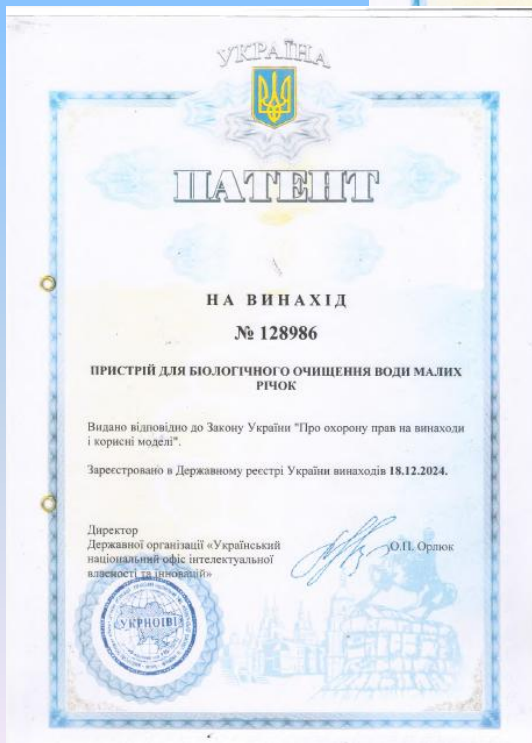 УКРАЇНА
ПАТЕНТ
НА ВИНАХІД
№ 128986
ПРИСТРІЙ ДЛЯ БІОЛОГІЧНОГО ОЧИЩЕННЯ ВОДИ МАЛИХ
РІЧОК
Видано відповідно до Закону України "Про охорону прав на винаходи
і корисні моделі".
Зареєстровано в Державному реєстрі України винаходів 18.12.2024.
Директор
Державної організації «Український
національний офіс інтелектуальної
власності та інновацій»
О.П. Орлюк
УКРНОІВІ